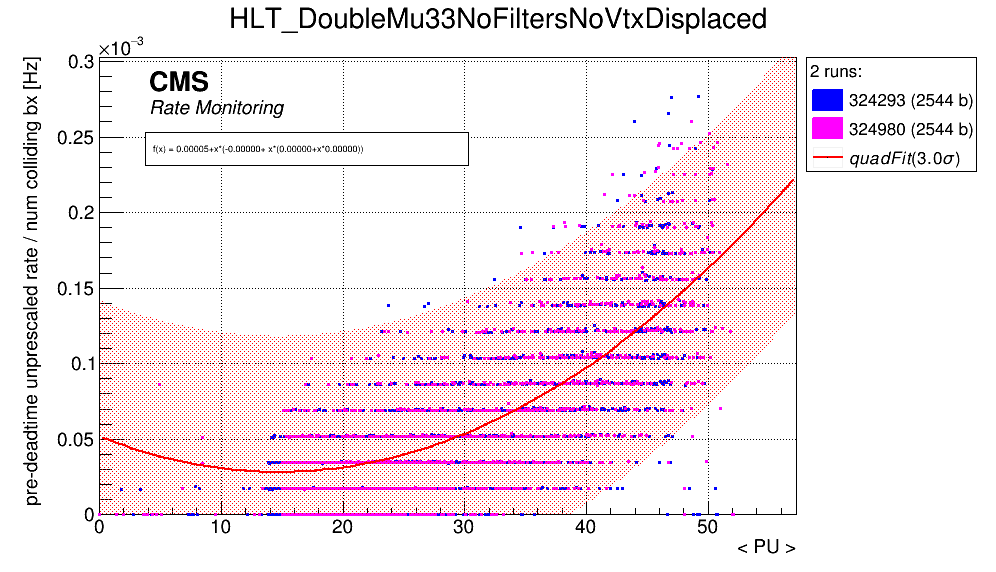 HLT_DoubleMu33NoFiltersNoVtxDisplaced
×10⁻³
pre-deadtime unprescaled rate / num colliding bx [Hz]
0.3
0.25
0.2
0.15
0.1
0.05
0
CMS
Rate Monitoring
f(x) = 0.00005+x*(-0.00000+ x*(0.00000+x*0.00000))
2 runs:
324293 (2544 b)
324980 (2544 b)
quadFit(3.0σ)
0 10 20 30 40 50
< PU >